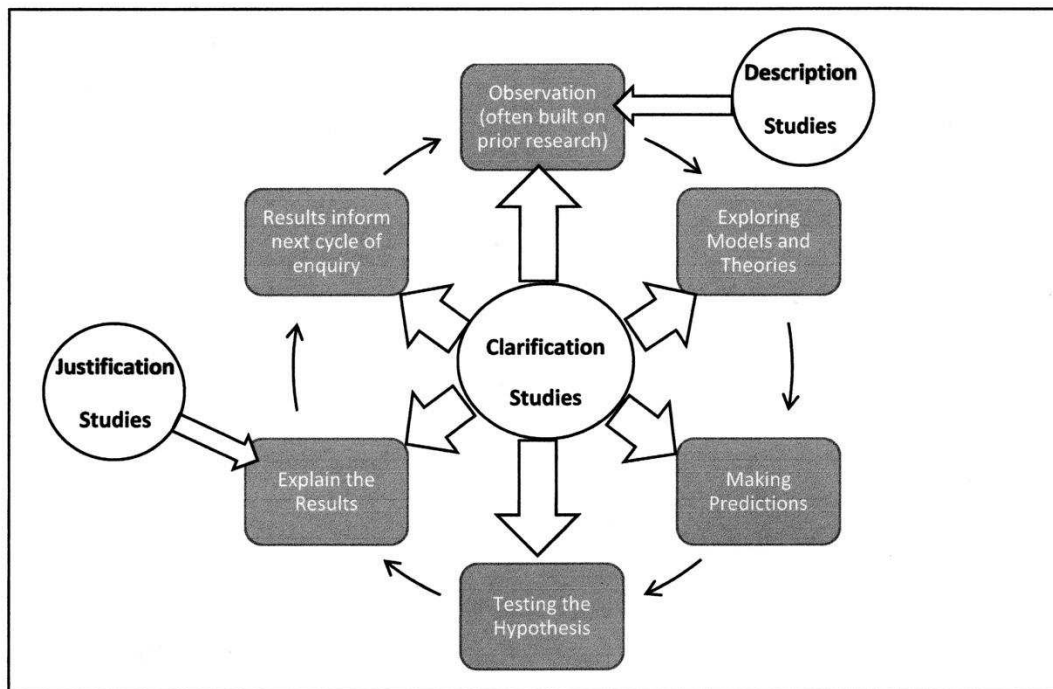 Observation
(often built on
prior research)
Description
Studies
Exploring
Models and
Theories
Making
Predictions
Testing the
Hypothesis
Explain the
Results
Results inform
next cycle of
enquiry
Justification
Studies
Clarification
Studies